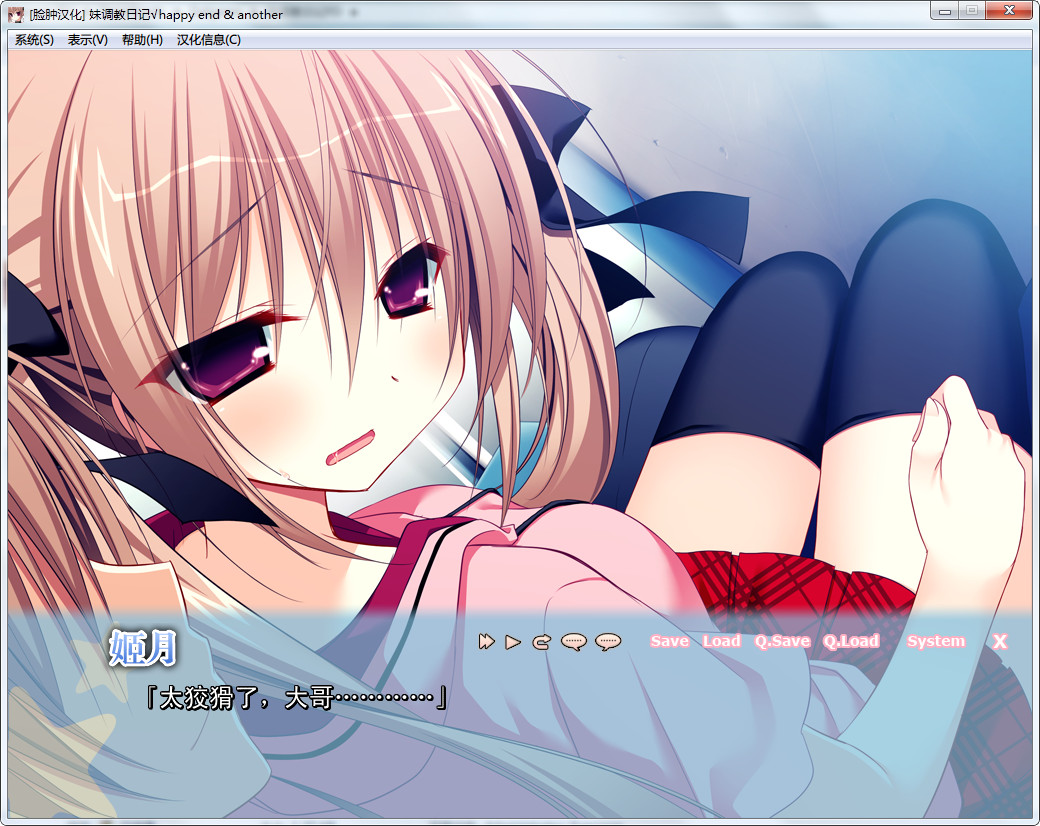 [脸肿汉化] 妹调教日记√happy end & another
系统(S) 表示(V) 帮助(H) 汉化信息(C)
姬月
Save Load Q.Save Q.Load System X
「太狡猾了，大哥…………」